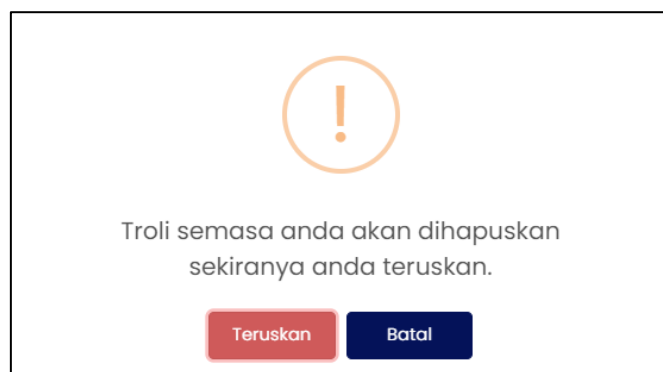 !
Troli semasa anda akan dihapuskan
sekiranya anda teruskan.
Teruskan Batal